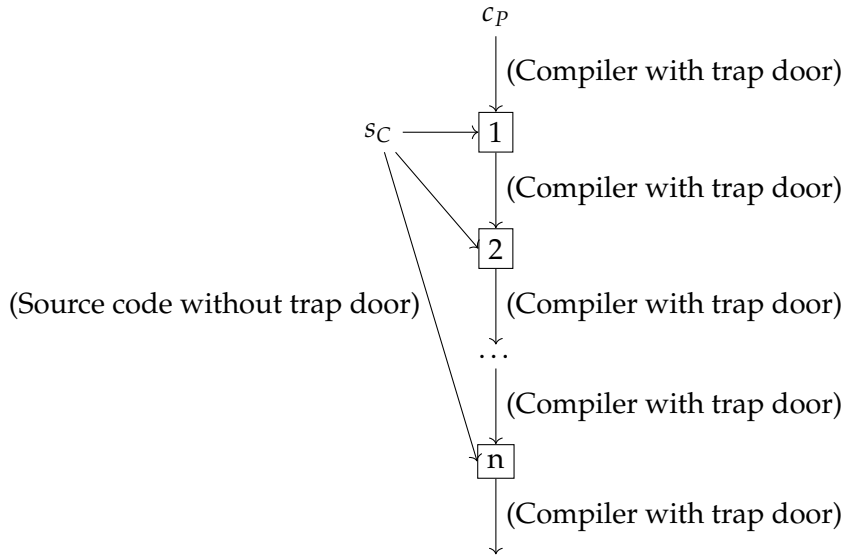 c_P
(Compiler with trap door)
s_C
1
(Compiler with trap door)
2
(Source code without trap door)
(Compiler with trap door)
...
(Compiler with trap door)
n
(Compiler with trap door)